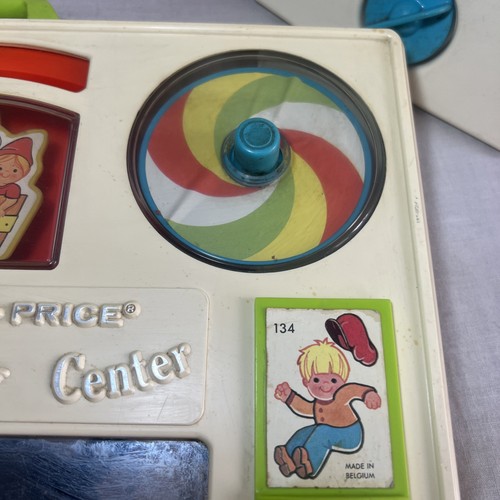 -PRICE®
Center
134
MADE IN
BELGIUM